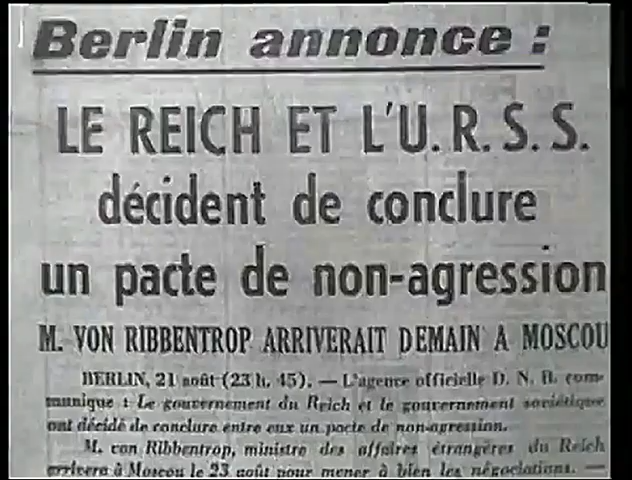 Berlin annonce :
LE REICH ET L'U.R.S.S.
décident de conclure
un pacte de non-agression
M. VON RIBBENTROP ARRIVERAIT DEMAIN A MOSCOU
BERLIN, 21 août (23 h. 45). — L'agence officielle D. N. B. com-
munique : Le gouvernement du Reich et le gouvernement soviétique
ont décidé de conclure entre eux un pacte de non-agression.
M. von Ribbentrop, ministre des affaires étrangères du Reich
arrivera à Moscou le 23 août pour mener à bien les négociations. —